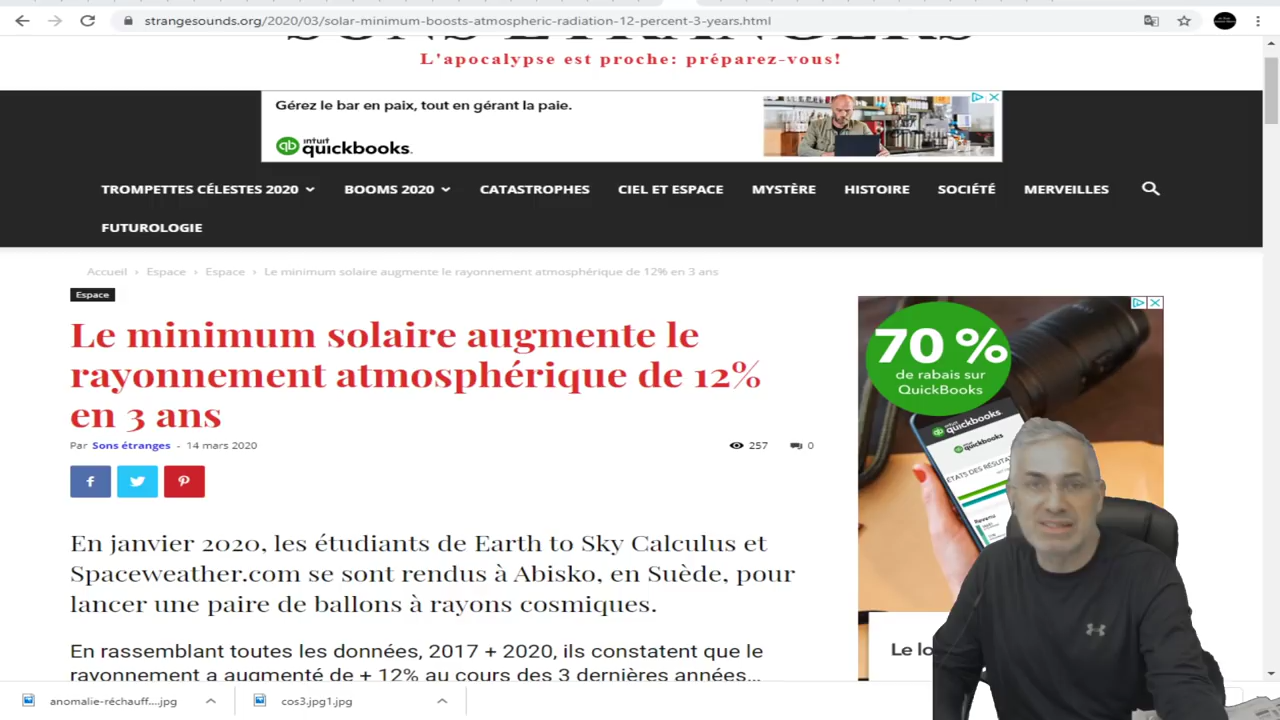 strangesounds.org/2020/03/solar-minimum-boosts-atmospheric-radiation-12-percent-3-years.html
L'apocalypse est proche: préparez-vous!
Gérez le bar en paix, tout en gérant la paie.
intuit
quickbooks.
TROMPETTES CÉLESTES 2020 BOOMS 2020 CATASTROPHES CIEL ET ESPACE MYSTÈRE HISTOIRE SOCIÉTÉ MERVEILLES
FUTUROLOGIE
Accueil › Espace › Espace › Le minimum solaire augmente le rayonnement atmosphérique de 12% en 3 ans
Espace
Le minimum solaire augmente le
rayonnement atmosphérique de 12%
en 3 ans
Par Sons étranges - 14 mars 2020
257 0
En janvier 2020, les étudiants de Earth to Sky Calculus et
Spaceweather.com se sont rendus à Abisko, en Suède, pour
lancer une paire de ballons à rayons cosmiques.
En rassemblant toutes les données, 2017 + 2020, ils constatent que le
rayonnement a augmenté de + 12% au cours des 3 dernières années...
70 %
de rabais sur
QuickBooks
quickbooks
quickbooks
Le lo
anomalie-réchauff....jpg
cos3.jpg1.jpg